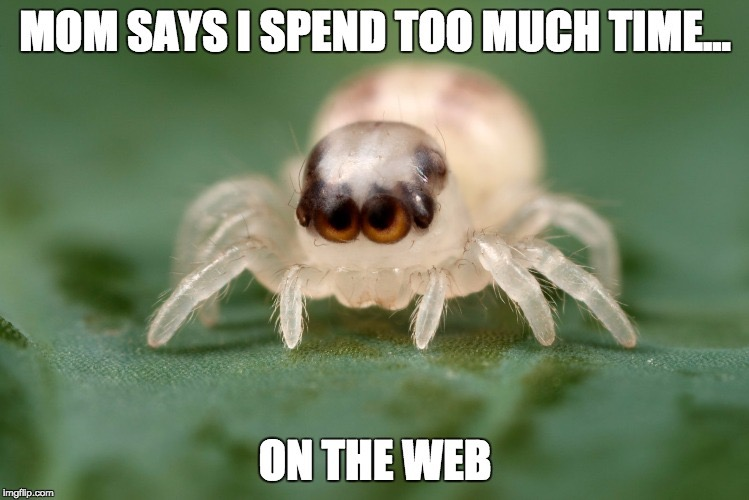 MOM SAYS I SPEND TOO MUCH TIME...
ON THE WEB
imgflip.com